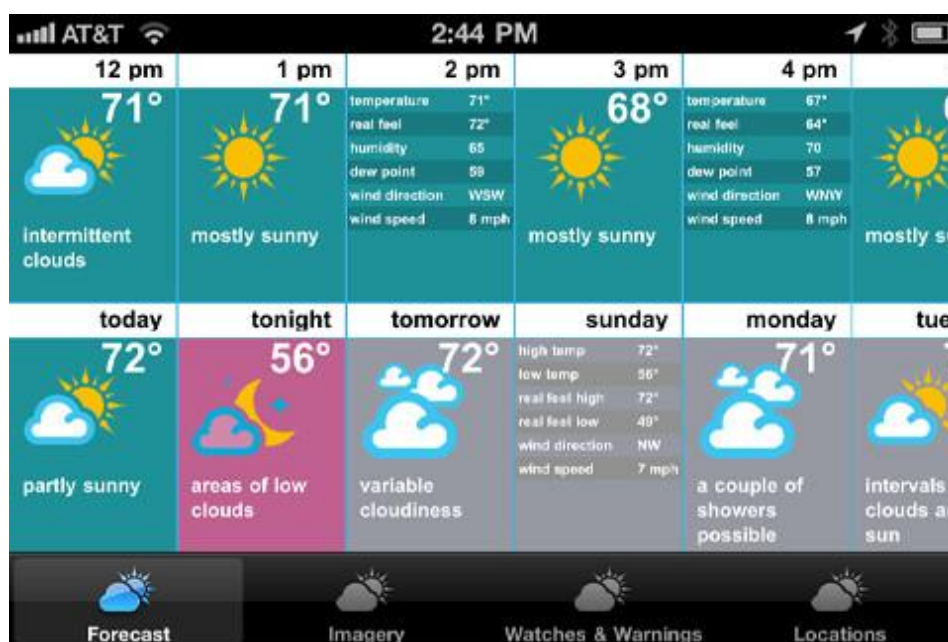 AT&T 2:44 PM
12 pm 1 pm 2 pm 3 pm 4 pm
71° 71° 68°
temperature 71°
real feel 72°
humidity 65
dew point 59
wind direction WSW
wind speed 8 mph
temperature 67°
real feel 64°
humidity 70
dew point 57
wind direction WNW
wind speed 8 mph
intermittent
clouds
mostly sunny
mostly sunny
mostly s
today tonight tomorrow sunday monday tue
72° 56° 72° 71°
high temp 72°
low temp 56°
real feel high 72°
real feel low 49°
wind direction NW
wind speed 7 mph
partly sunny
areas of low
clouds
variable
cloudiness
a couple of
showers
possible
intervals
clouds a
sun
Forecast Imagery Watches & Warnings Locations